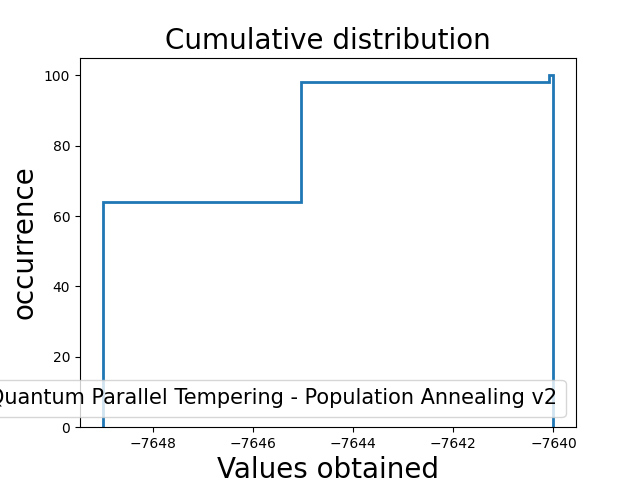 Cumulative distribution
occurrence
100
80
60
40
20
0
Parallel Tempering - Population Annealing v2
−7648
−7646
−7644
−7642
−7640
Values obtained